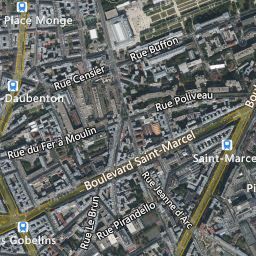 Place Monge
Rue Buffon
Rue Censier
Daubenton
Rue Poliveau
Rue du Fer à Moulin
Boulevard Saint-Marcel
Saint-Marce
Rue Jeanne d'Arc
Rue Le Brun
Rue Pirandello
Gobelins